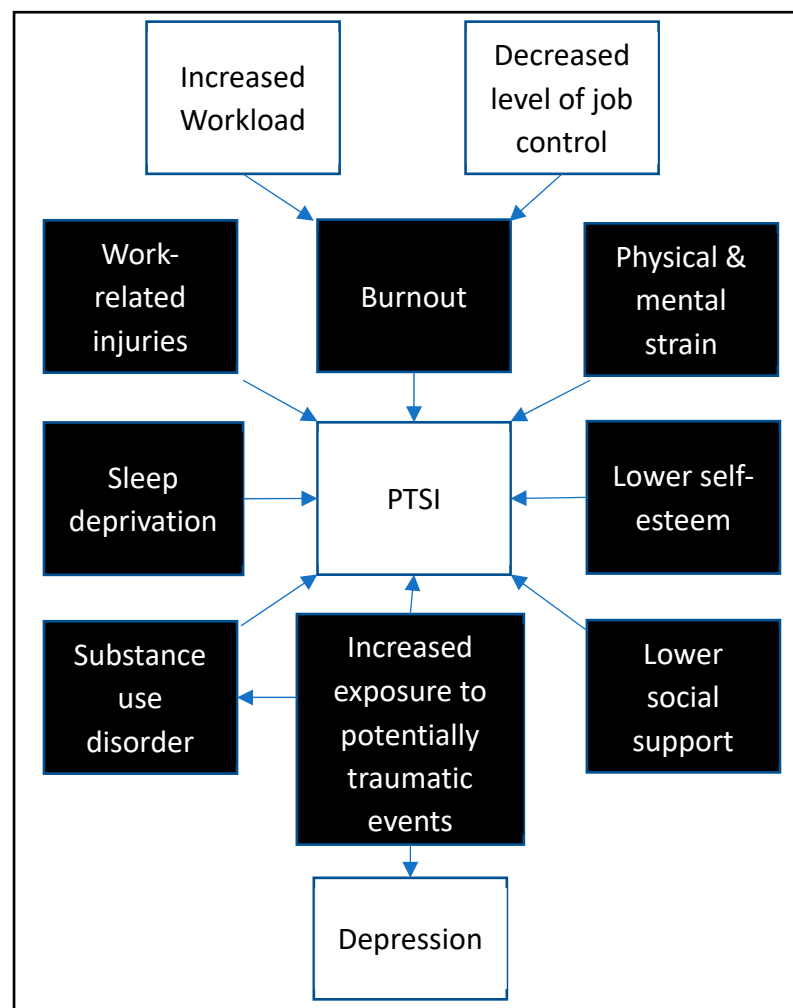 Increased
Workload
Decreased
level of job
control
Work-
related
injuries
Burnout
Physical &
mental
strain
Sleep
deprivation
PTSI
Lower self-
esteem
Substance
use
disorder
Increased
exposure to
potentially
traumatic
events
Lower
social
support
Depression